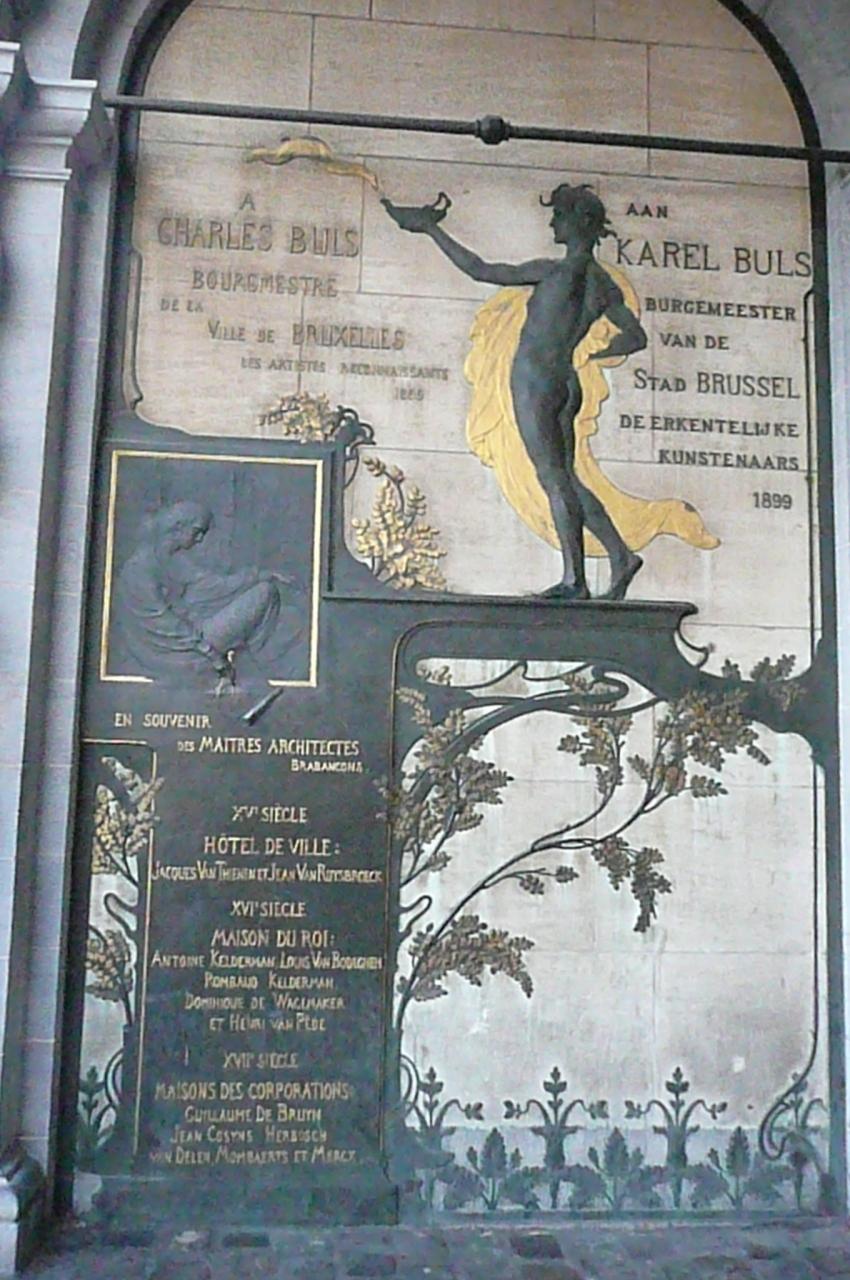 A
CHARLES BULS
BOURGMESTRE
DE LA
VILLE DE BRUXELLES
LES ARTISTES RECONNAISSANTS
1899
AAN
KAREL BULS
BURGEMEESTER
VAN DE
STAD BRUSSEL
DE ERKENTELIJKE
KUNSTENAARS
1899
EN SOUVENIR
DES MAITRES ARCHITECTES
BRABANÇONS
XVE SIÈCLE
HÔTEL DE VILLE:
JACQUES VAN THIENEN ET JEAN VAN RUYSBROECK
XVIE SIÈCLE
MAISON DU ROI:
ANTOINE KELDERMAN, LOUIS VAN BODEGHEN
ROMBAUD KELDERMAN
DOMINIQUE DE WAGEMAKER
ET HENRI VAN PÈDE
XVIIE SIÈCLE
MAISONS DES CORPORATIONS:
GUILLAUME DE BRUYN
JEAN COSYNS HERBOSCH
VAN DELEN, MOMBAERTS ET MERCX